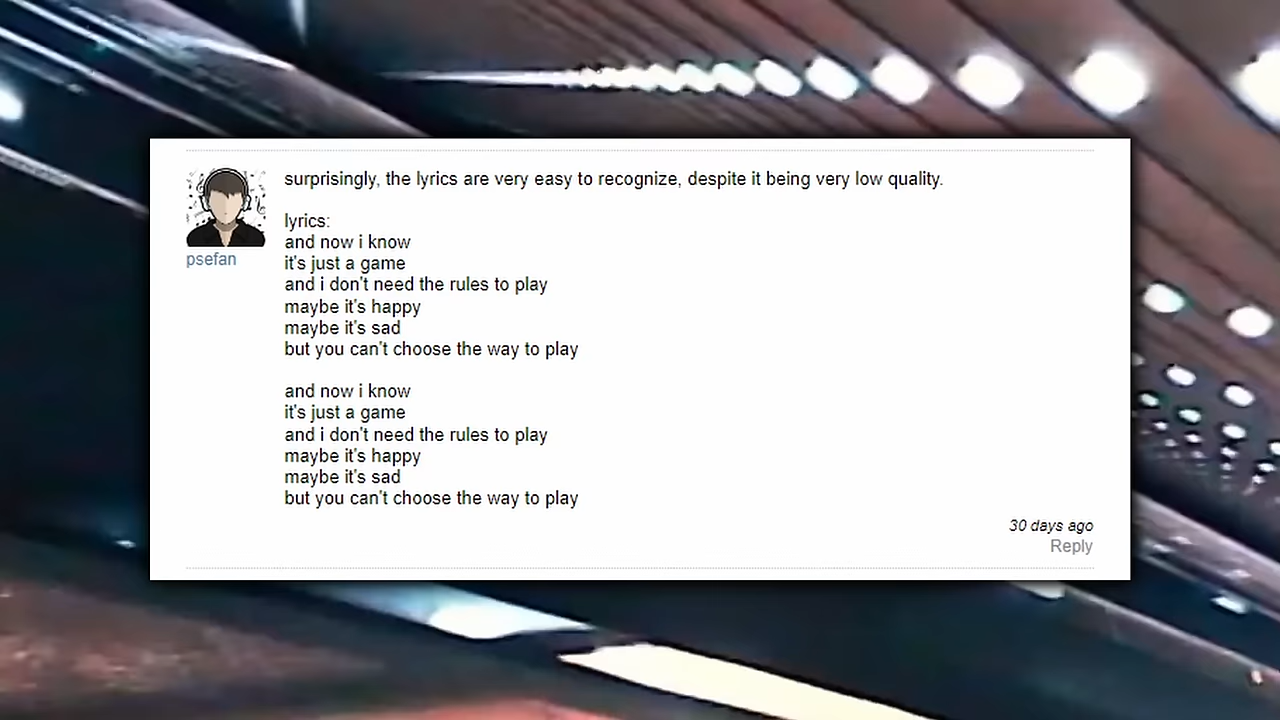 surprisingly, the lyrics are very easy to recognize, despite it being very low quality.
lyrics:
and now i know
it's just a game
and i don't need the rules to play
maybe it's happy
maybe it's sad
but you can't choose the way to play
and now i know
it's just a game
and i don't need the rules to play
maybe it's happy
maybe it's sad
but you can't choose the way to play
psefan
30 days ago
Reply